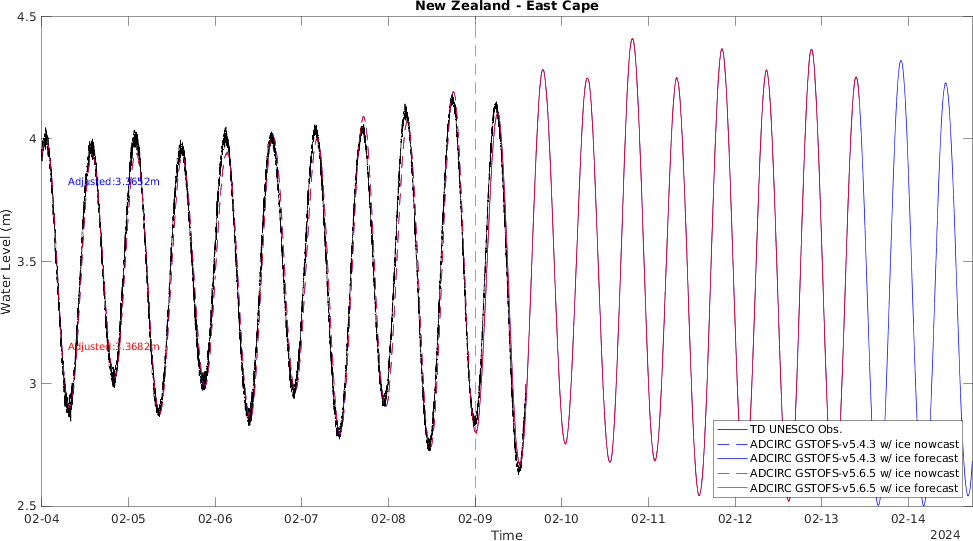 New Zealand - East Cape
4.5
4
3.5
3
2.5
Water Level (m)
Adjusted:3.3652m
Adjusted:3.3682m
TD UNESCO Obs.
ADCIRC GSTOFS-v5.4.3 w/ ice nowcast
ADCIRC GSTOFS-v5.4.3 w/ ice forecast
ADCIRC GSTOFS-v5.6.5 w/ ice nowcast
ADCIRC GSTOFS-v5.6.5 w/ ice forecast
02-04 02-05 02-06 02-07 02-08 02-09 02-10 02-11 02-12 02-13 02-14
Time
2024